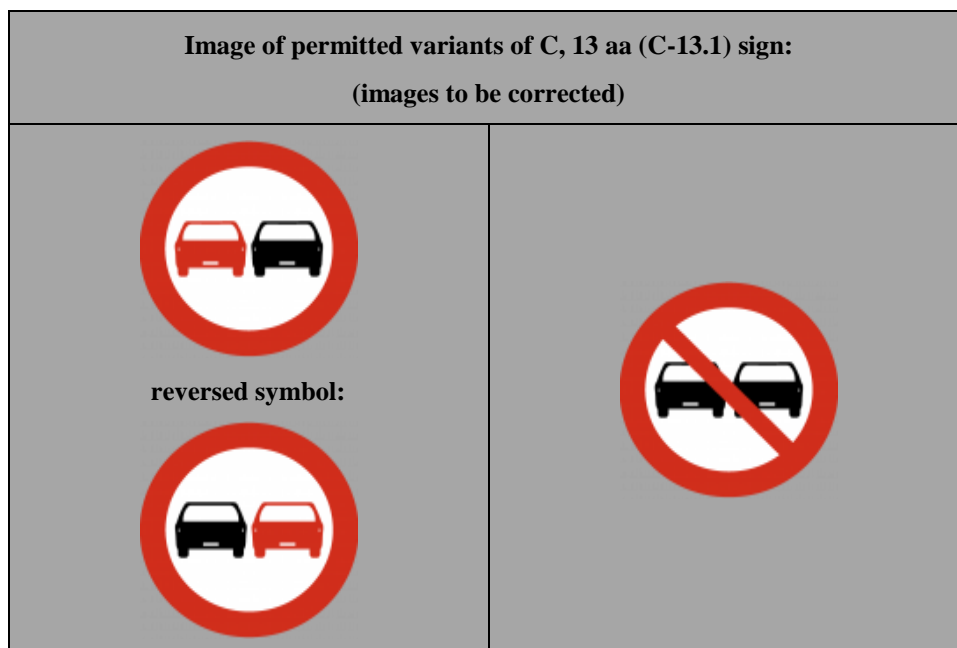 Image of permitted variants of C, 13 aa (C-13.1) sign:
(images to be corrected)
reversed symbol: